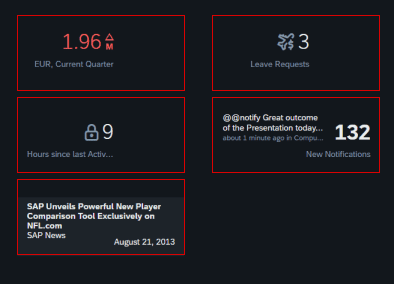 1.96 M
EUR, Current Quarter
3
Leave Requests
9
Hours since last Activ...
@@notify Great outcome
of the Presentation today...
about 1 minute ago in Compu...
132
New Notifications
SAP Unveils Powerful New Player
Comparison Tool Exclusively on
NFL.com
SAP News
August 21, 2013